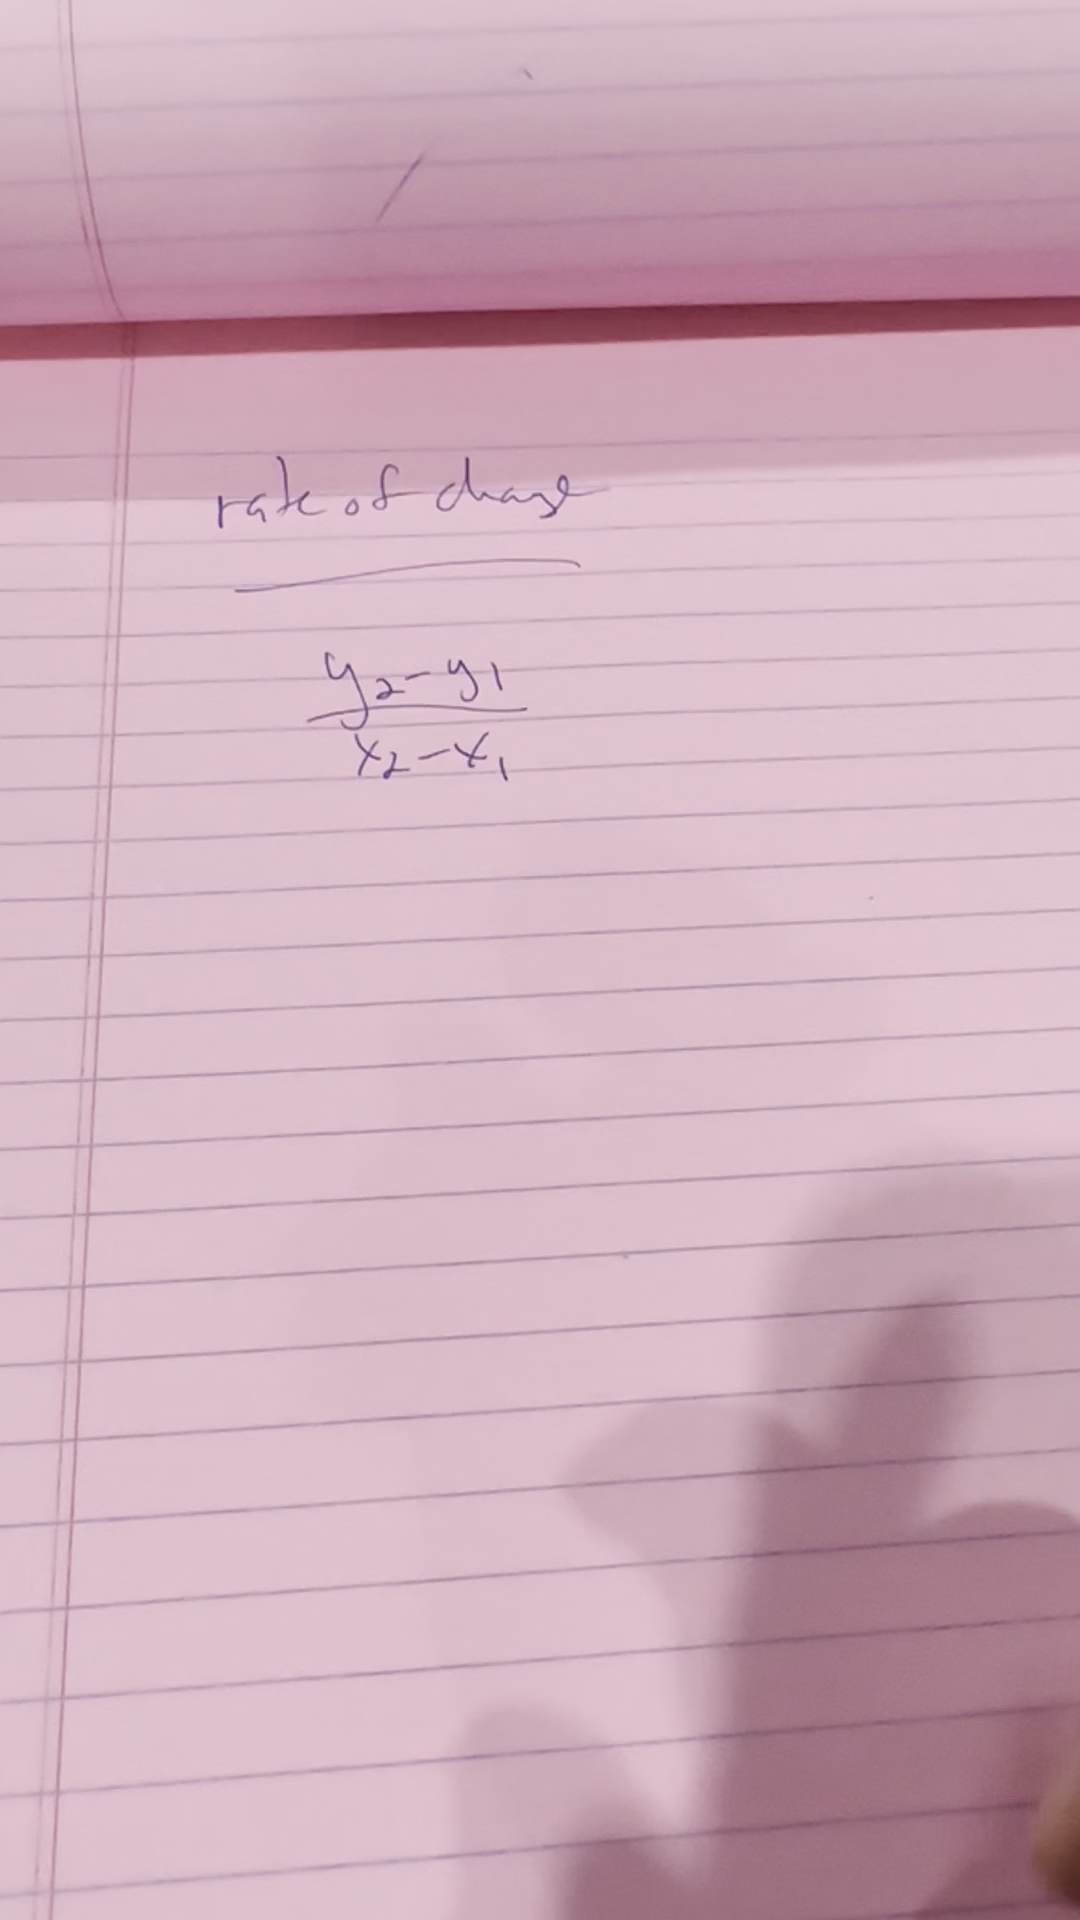 rate of change
y₂-y₁
x₂-x₁